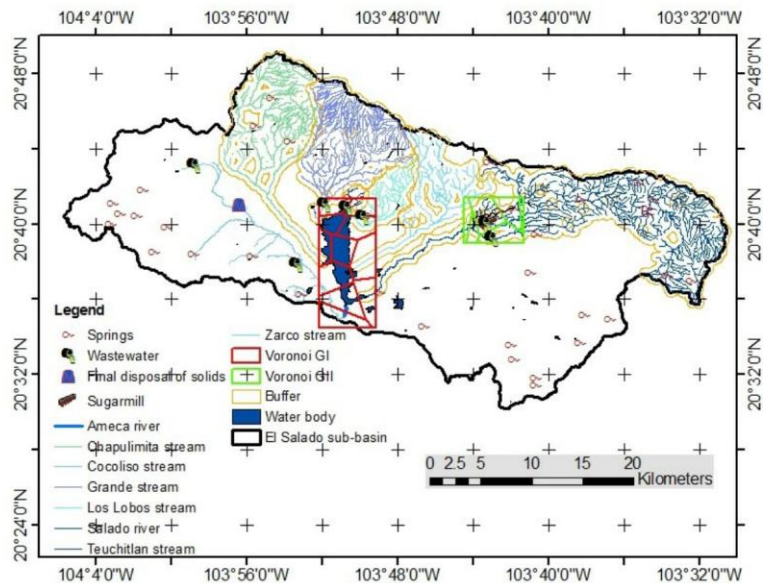 104°4'0"W 103°56'0"W 103°48'0"W 103°40'0"W 103°32'0"W
20°48'0"N 20°48'0"N
20°40'0"N 20°40'0"N
20°32'0"N 20°32'0"N
20°24'0"N 20°24'0"N
Legend
Springs
Wastewater
Final disposal of solids
Sugarmill
Ameca river
Chapulimita stream
Cocoliso stream
Grande stream
Los Lobos stream
Salado river
Teuchitlan stream
Zarco stream
Voronoi GI
Voronoi GII
Buffer
Water body
El Salado sub-basin
0 2.5 5 10 15 20
Kilometers
104°4'0"W 103°56'0"W 103°48'0"W 103°40'0"W 103°32'0"W